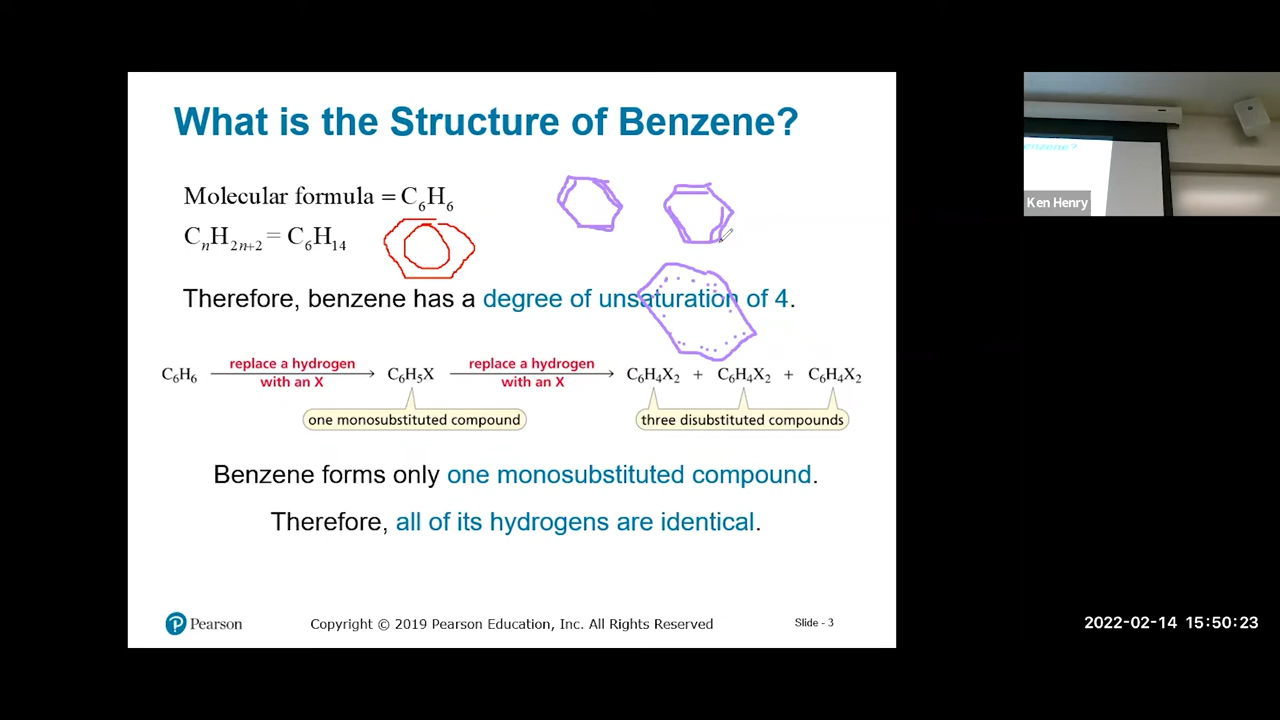 What is the Structure of Benzene?
Molecular formula = C6H6
CnH2n+2 = C6H14
Therefore, benzene has a degree of unsaturation of 4.
C6H6 replace a hydrogen with an X C6H5X replace a hydrogen with an X C6H4X2 + C6H4X2 + C6H4X2
one monosubstituted compound
three disubstituted compounds
Benzene forms only one monosubstituted compound.
Therefore, all of its hydrogens are identical.
P Pearson
Copyright © 2019 Pearson Education, Inc. All Rights Reserved
Slide - 3
enzene?
Ken Henry
2022-02-14 15:50:23